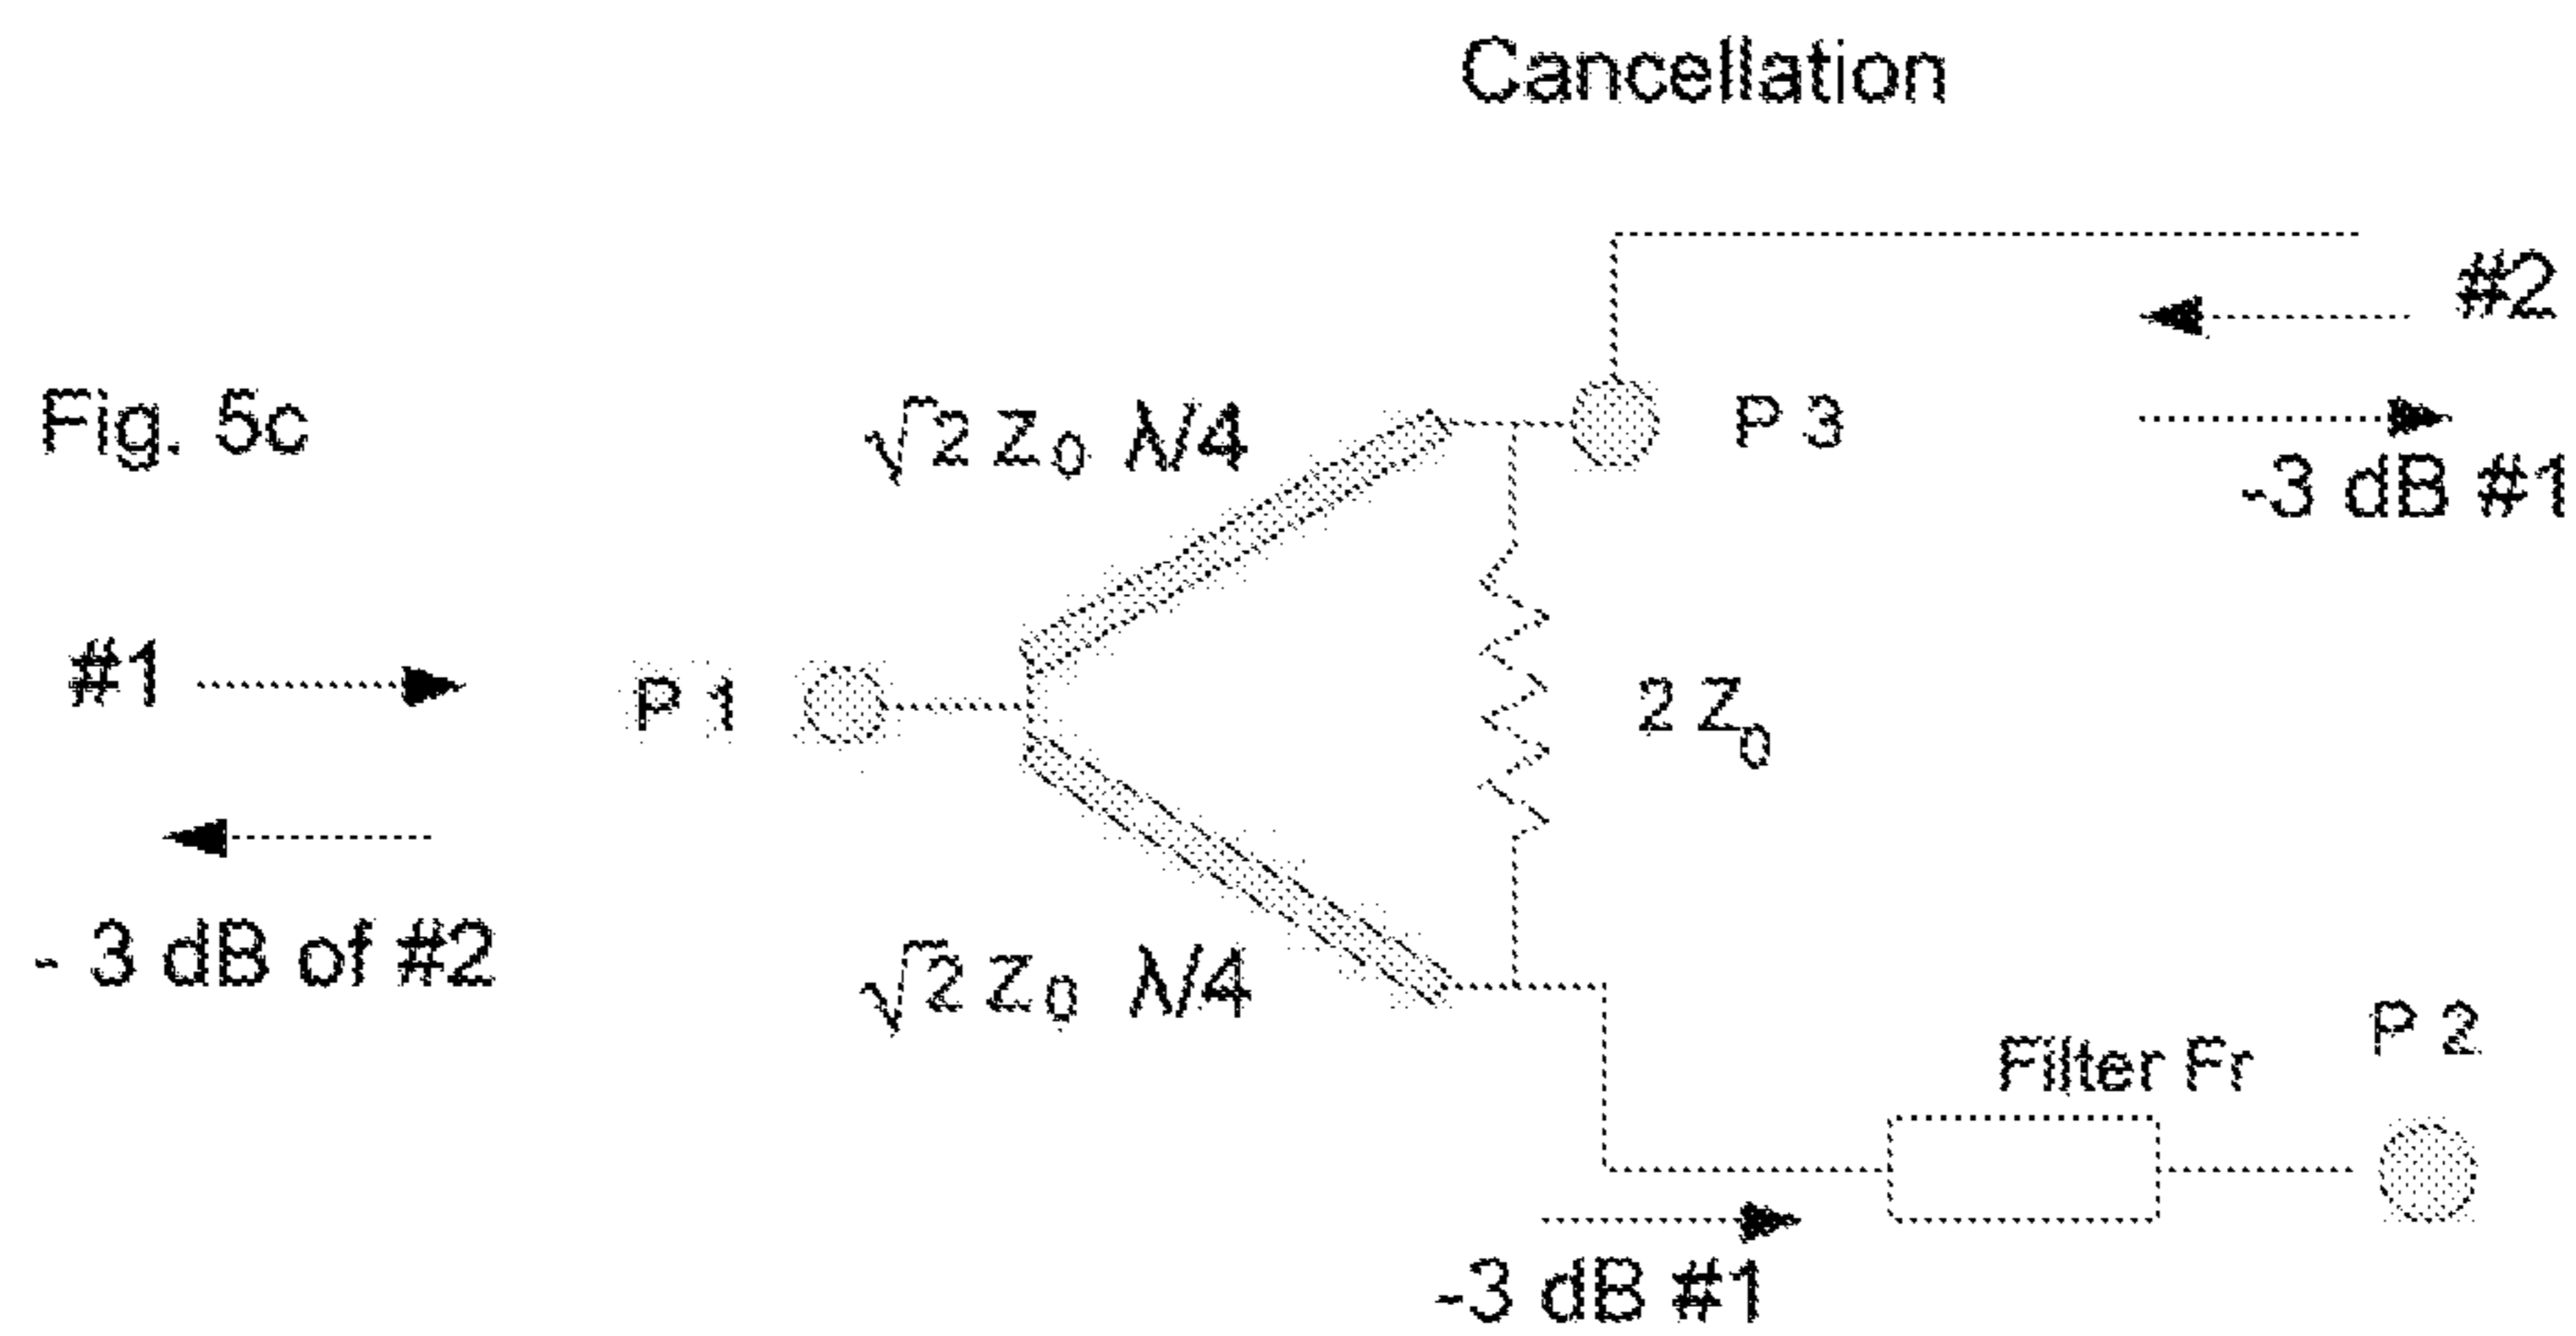 Cancellation
#2
Fig. 5c
√2 Z0 λ/4
P 3
-3 dB #1
#1
P 1
2 Z0
- 3 dB of #2
√2 Z0 λ/4
P 2
Filter Fr
-3 dB #1